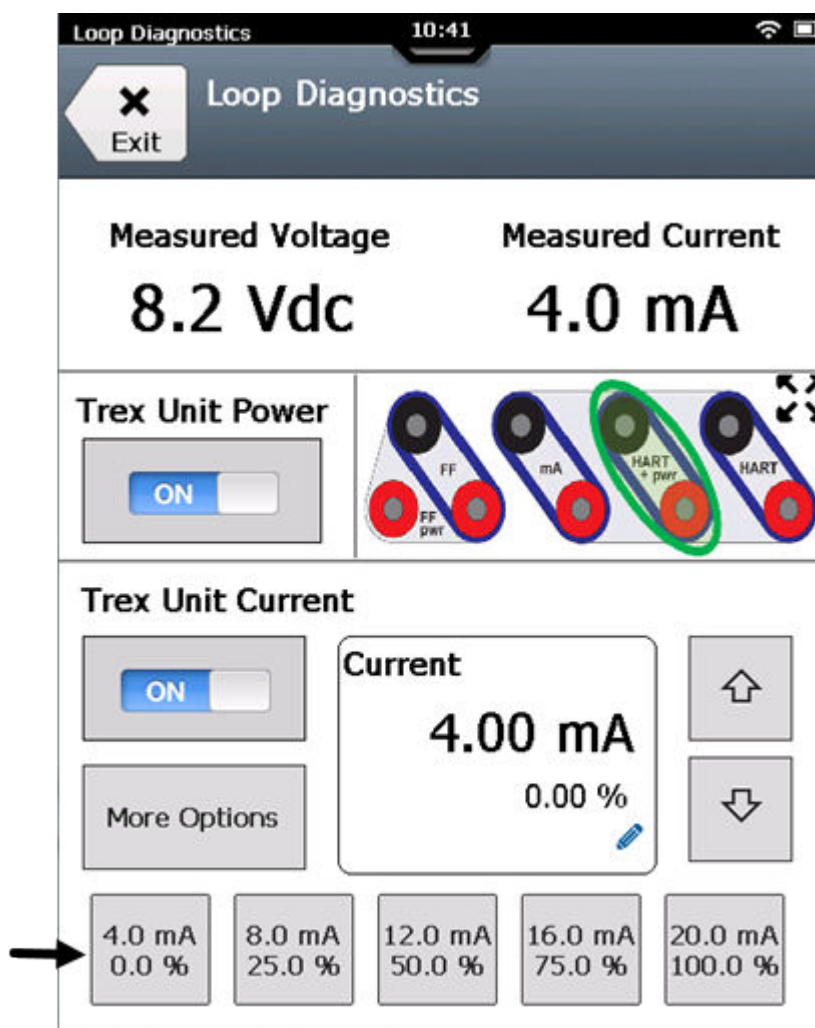 Loop Diagnostics 10:41
Loop Diagnostics
Exit
Measured Voltage
8.2 Vdc
Measured Current
4.0 mA
Trex Unit Power
ON
FF
FF
pwr
mA
HART
+ pwr
HART
Trex Unit Current
ON
Current
4.00 mA
0.00 %
More Options
4.0 mA
0.0 %
8.0 mA
25.0 %
12.0 mA
50.0 %
16.0 mA
75.0 %
20.0 mA
100.0 %